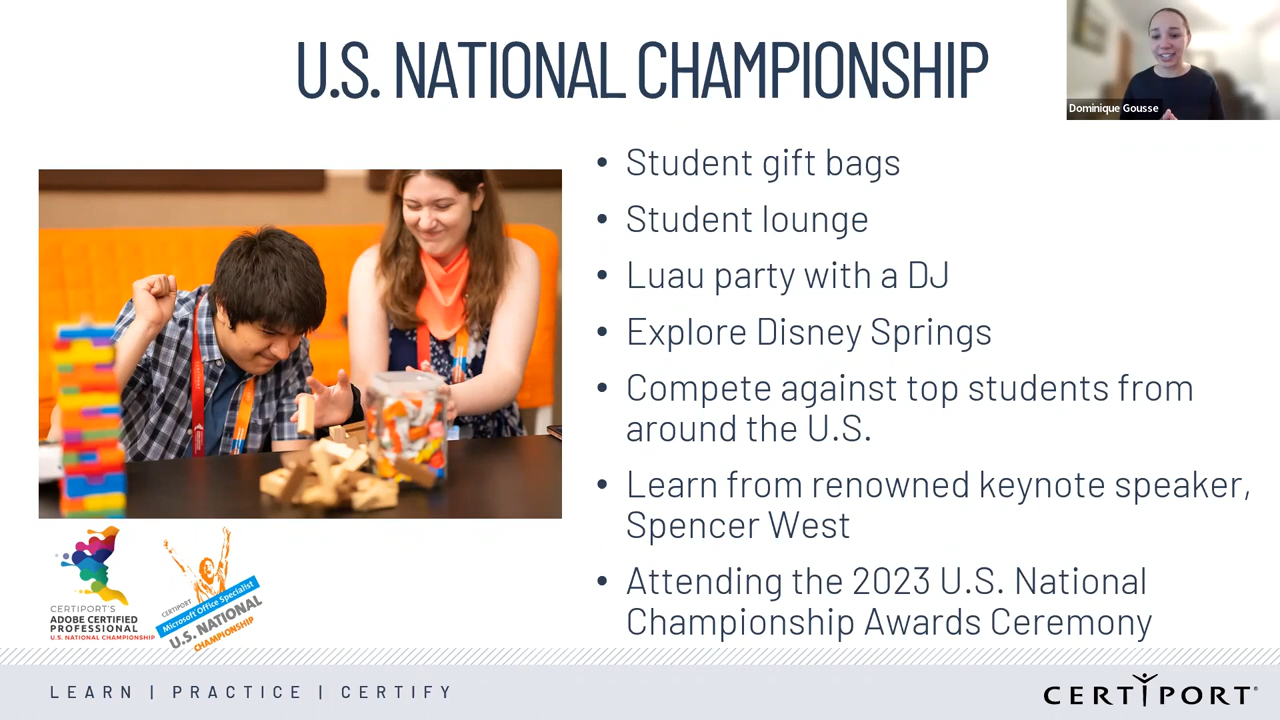 U.S. NATIONAL CHAMPIONSHIP
Dominique Gousse
• Student gift bags
• Student lounge
• Luau party with a DJ
• Explore Disney Springs
• Compete against top students from
around the U.S.
• Learn from renowned keynote speaker,
Spencer West
• Attending the 2023 U.S. National
Championship Awards Ceremony
CERTIPORT'S
ADOBE CERTIFIED
PROFESSIONAL
U.S. NATIONAL CHAMPIONSHIP
CERTIPORT
Microsoft Office Specialist
U.S. NATIONAL
CHAMPIONSHIP
LEARN | PRACTICE | CERTIFY
CERTIPORT®